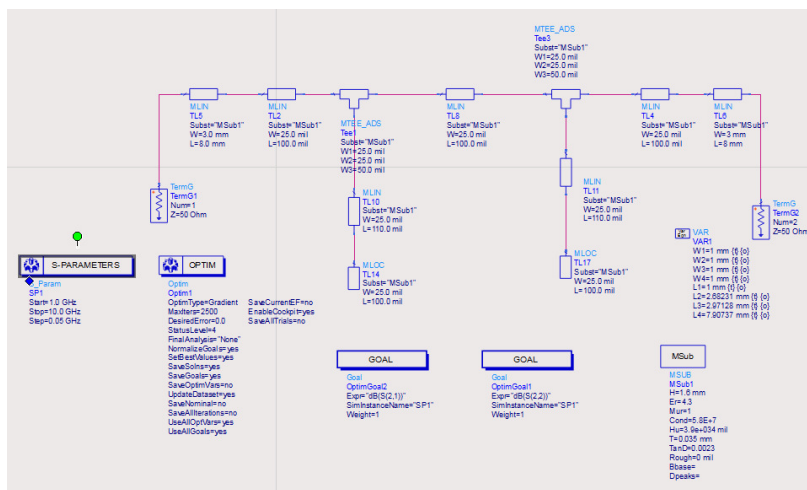 MTEE_ADS
Tee3
Subst="MSub1"
W1=25.0 mil
W2=25.0 mil
W3=50.0 mil
MLIN
TL5
Subst="MSub1"
W=3.0 mm
L=8.0 mm
MLIN
TL2
Subst="MSub1"
W=25.0 mil
L=100.0 mil
MTEE_ADS
Tee1
Subst="MSub1"
W1=25.0 mil
W2=25.0 mil
W3=50.0 mil
MLIN
TL8
Subst="MSub1"
W=25.0 mil
L=100.0 mil
MLIN
TL4
Subst="MSub1"
W=25.0 mil
L=100.0 mil
MLIN
TL6
Subst="MSub1"
W=3 mm
L=8 mm
TermG
TermG1
Num=1
Z=50 Ohm
MLIN
TL10
Subst="MSub1"
W=25.0 mil
L=110.0 mil
MLIN
TL11
Subst="MSub1"
W=25.0 mil
L=110.0 mil
TermG
TermG2
Num=2
Z=50 Ohm
MLOC
TL14
Subst="MSub1"
W=25.0 mil
L=100.0 mil
MLOC
TL17
Subst="MSub1"
W=25.0 mil
L=100.0 mil
VAR
VAR1
W1=1 mm {t} {o}
W2=1 mm {t} {o}
W3=1 mm {t} {o}
W4=1 mm {t} {o}
L1=1 mm {t} {o}
L2=2.68231 mm {t} {o}
L3=2.97128 mm {t} {o}
L4=7.90737 mm {t} {o}
S-PARAMETERS
_Param
SP1
Start=1.0 GHz
Stop=10.0 GHz
Step=0.05 GHz
OPTIM
Optim
Optim1
OptimType=Gradient
MaxIters=2500
DesiredError=0.0
StatusLevel=4
FinalAnalysis="None"
NormalizeGoals=yes
SetBestValues=yes
SaveSolns=yes
SaveGoals=yes
SaveOptimVars=no
UpdateDataset=yes
SaveNominal=no
SaveAllIterations=no
UseAllOptVars=yes
UseAllGoals=yes
SaveCurrentEF=no
EnableCockpit=yes
SaveAllTrials=no
GOAL
Goal
OptimGoal2
Expr="dB(S(2,1))"
SimInstanceName="SP1"
Weight=1
GOAL
Goal
OptimGoal1
Expr="dB(S(2,2))"
SimInstanceName="SP1"
Weight=1
MSub
MSUB
MSub1
H=1.6 mm
Er=4.3
Mur=1
Cond=5.8E+7
Hu=3.9e+034 mil
T=0.035 mm
TanD=0.0023
Rough=0 mil
Bbase=
Dpeaks=